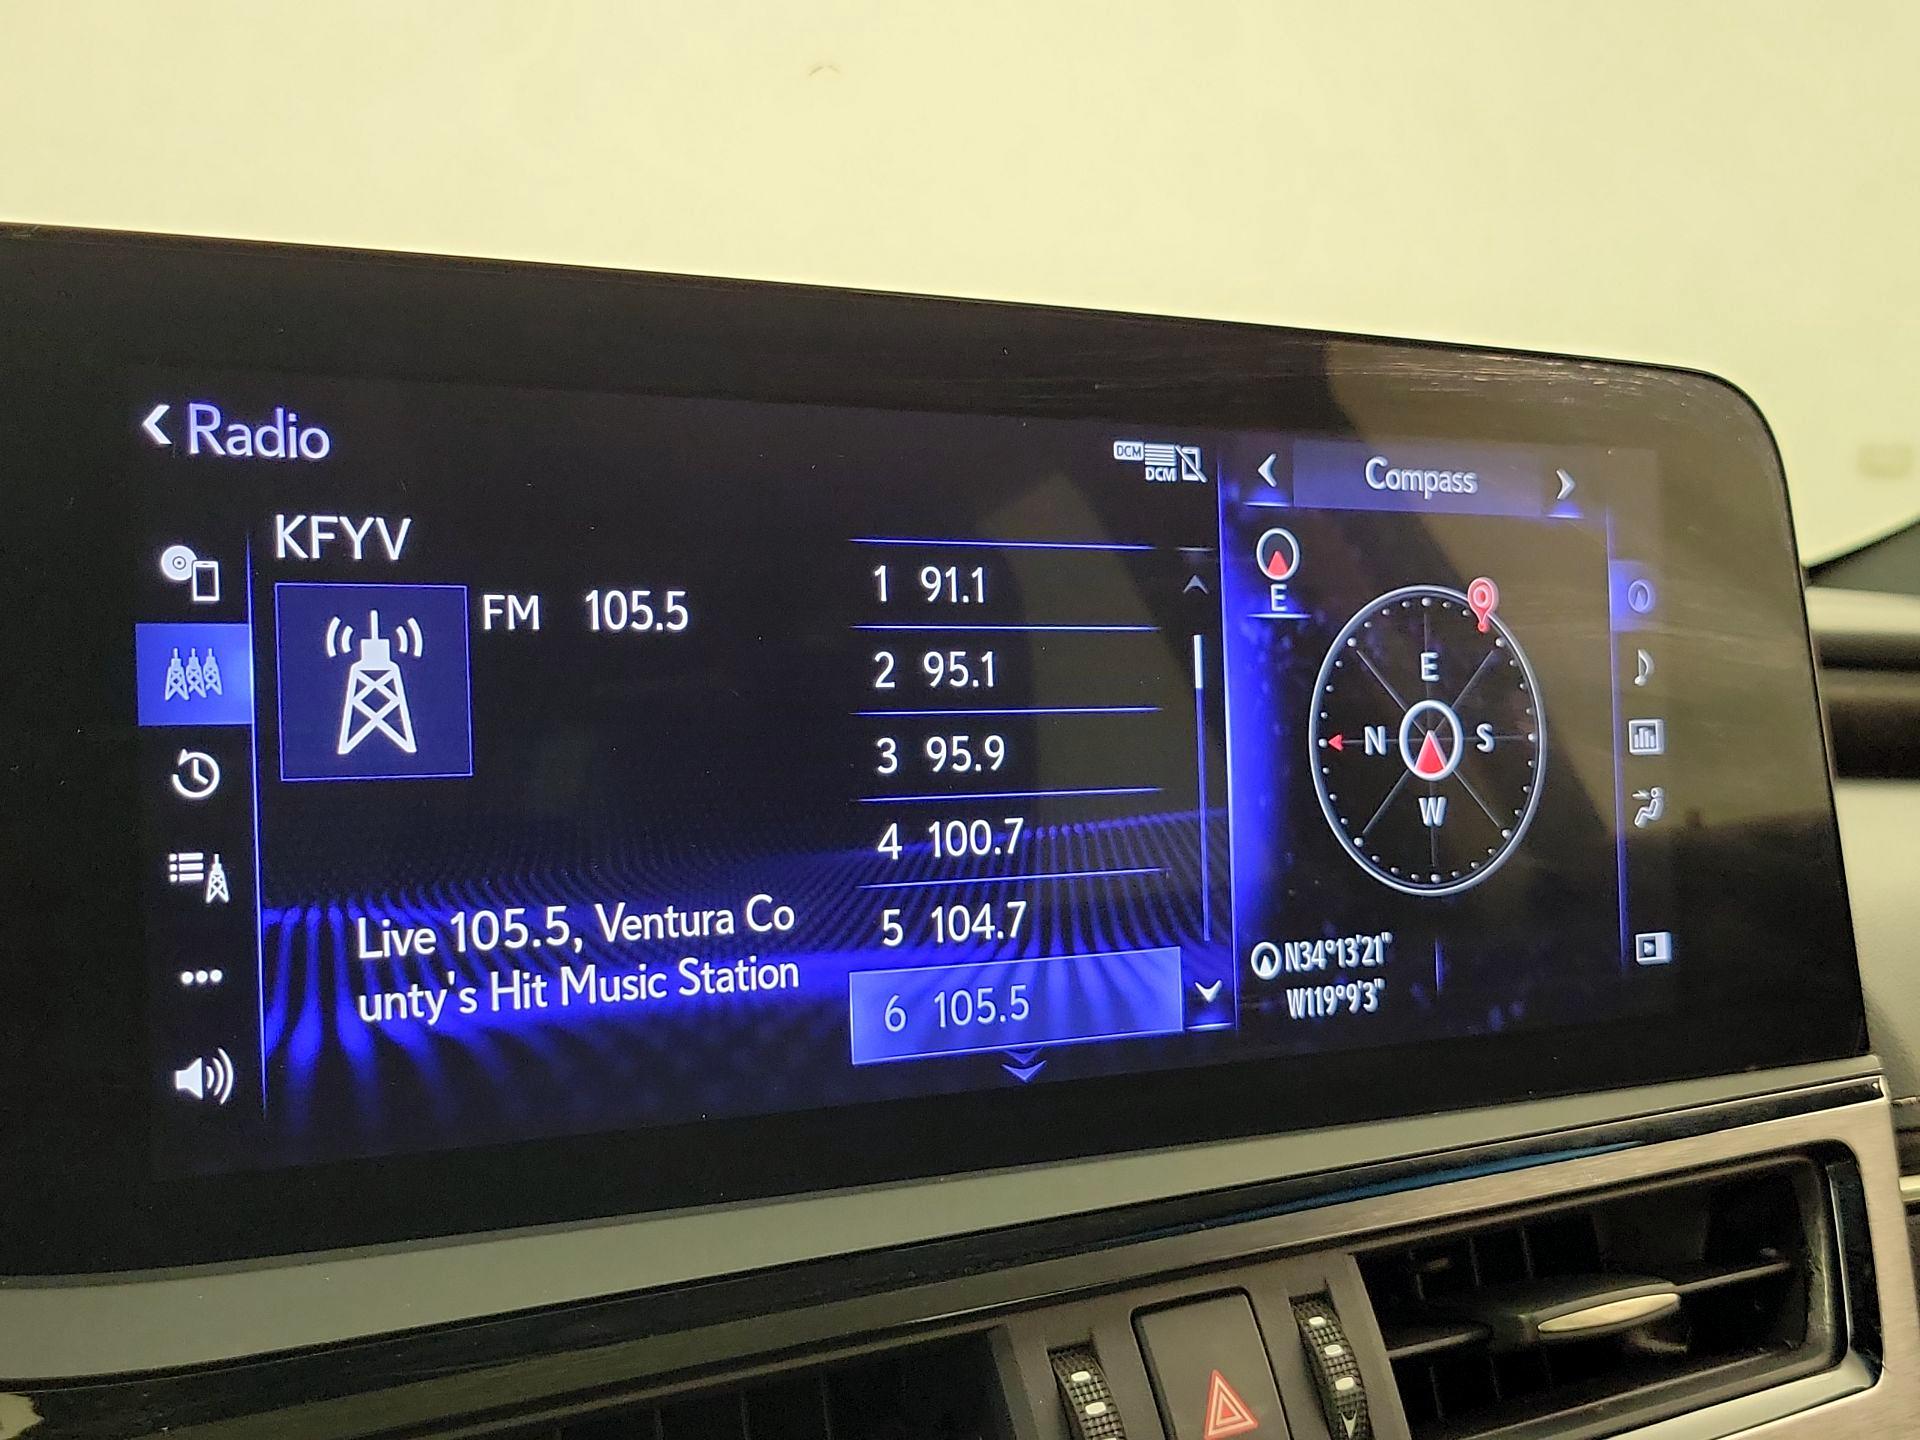 Radio
DCM
DCM
KFYV
FM 105.5
Live 105.5, Ventura Co
unty's Hit Music Station
1 91.1
2 95.1
3 95.9
4 100.7
5 104.7
6 105.5
Compass
E
E
N S
W
N34°13'21"
W119°9'3"